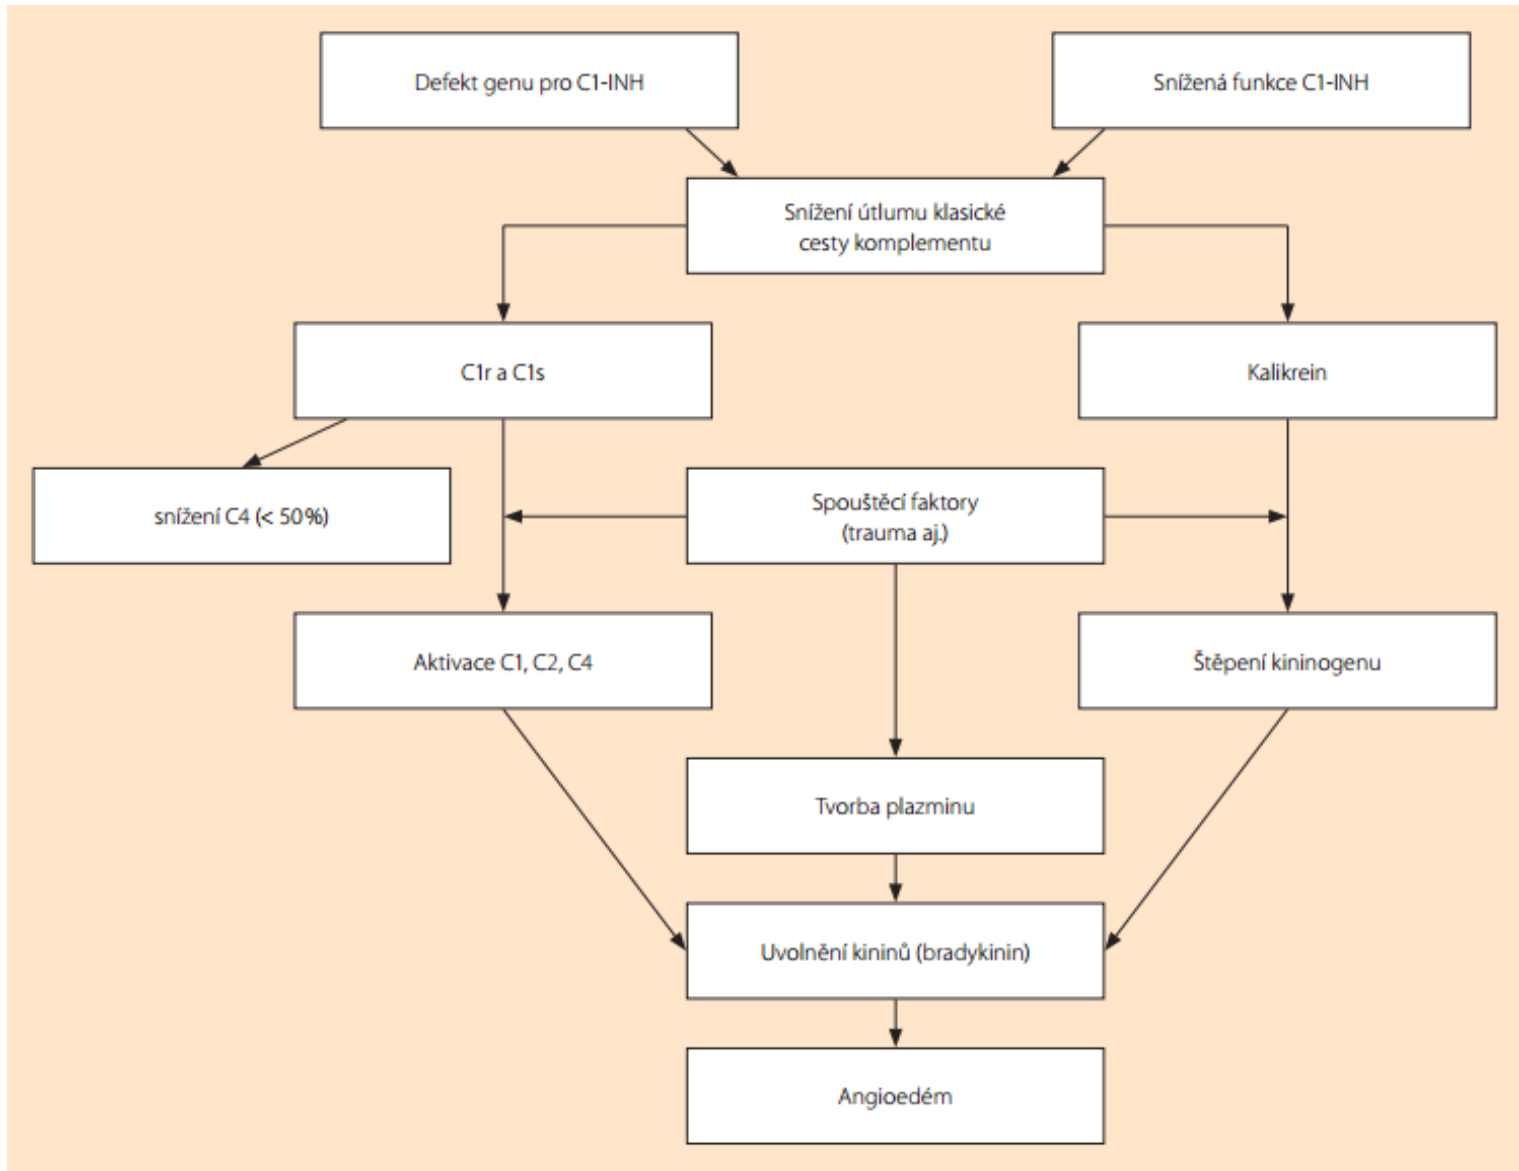 Defekt genu pro C1-INH
Snížená funkce C1-INH
Snížení útlumu klasické
cesty komplementu
C1r a C1s
Kalikrein
snížení C4 (< 50%)
Spouštěcí faktory
(trauma aj.)
Aktivace C1, C2, C4
Štěpení kininogenu
Tvorba plazminu
Uvolnění kininů (bradykinin)
Angioedém